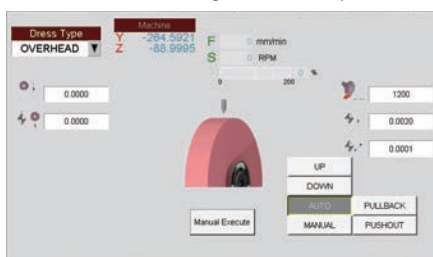 Dress Type
OVERHEAD
Machine
Y -264.5921
Z -88.9995
F 0 mm/min
S 0 RPM
0 %
0 200
0.0000
0.0000
1200
0.0020
0.0001
UP
DOWN
AUTO PULLBACK
MANUAL PUSHOUT
Manual Execute